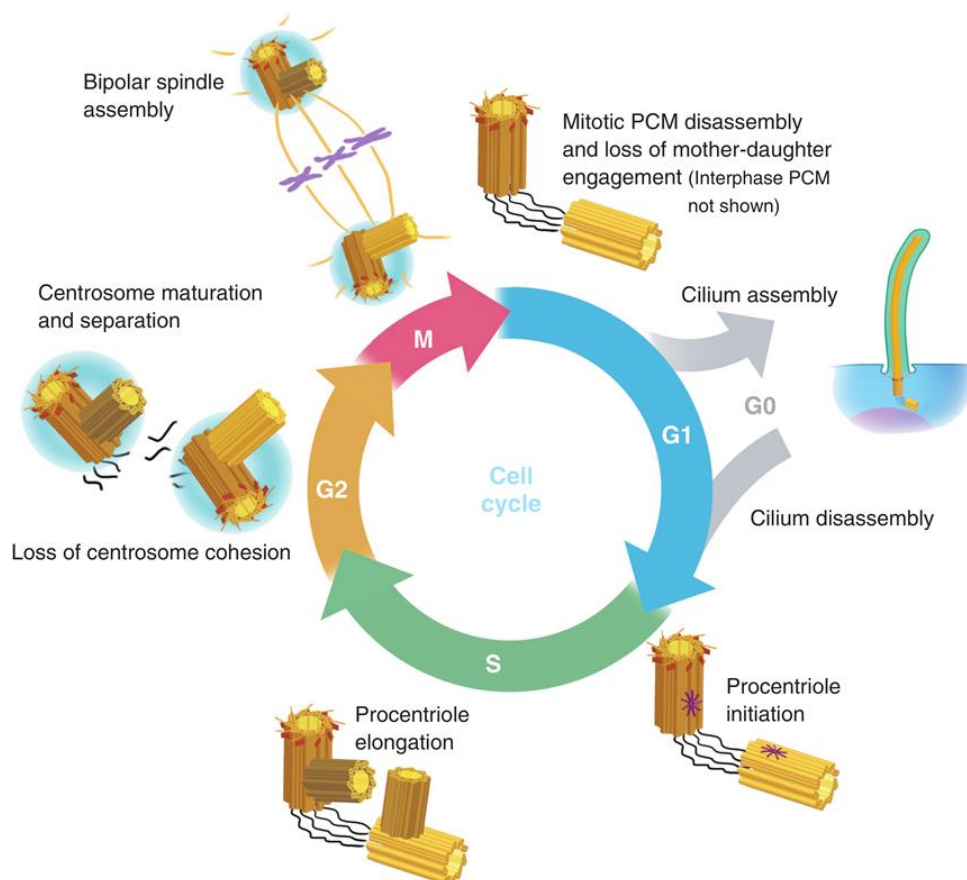 Bipolar spindle
assembly
Mitotic PCM disassembly
and loss of mother-daughter
engagement (Interphase PCM
not shown)
Centrosome maturation
and separation
Cilium assembly
M
G1
G0
G2
Cell
cycle
Cilium disassembly
Loss of centrosome cohesion
S
Procentriole
initiation
Procentriole
elongation